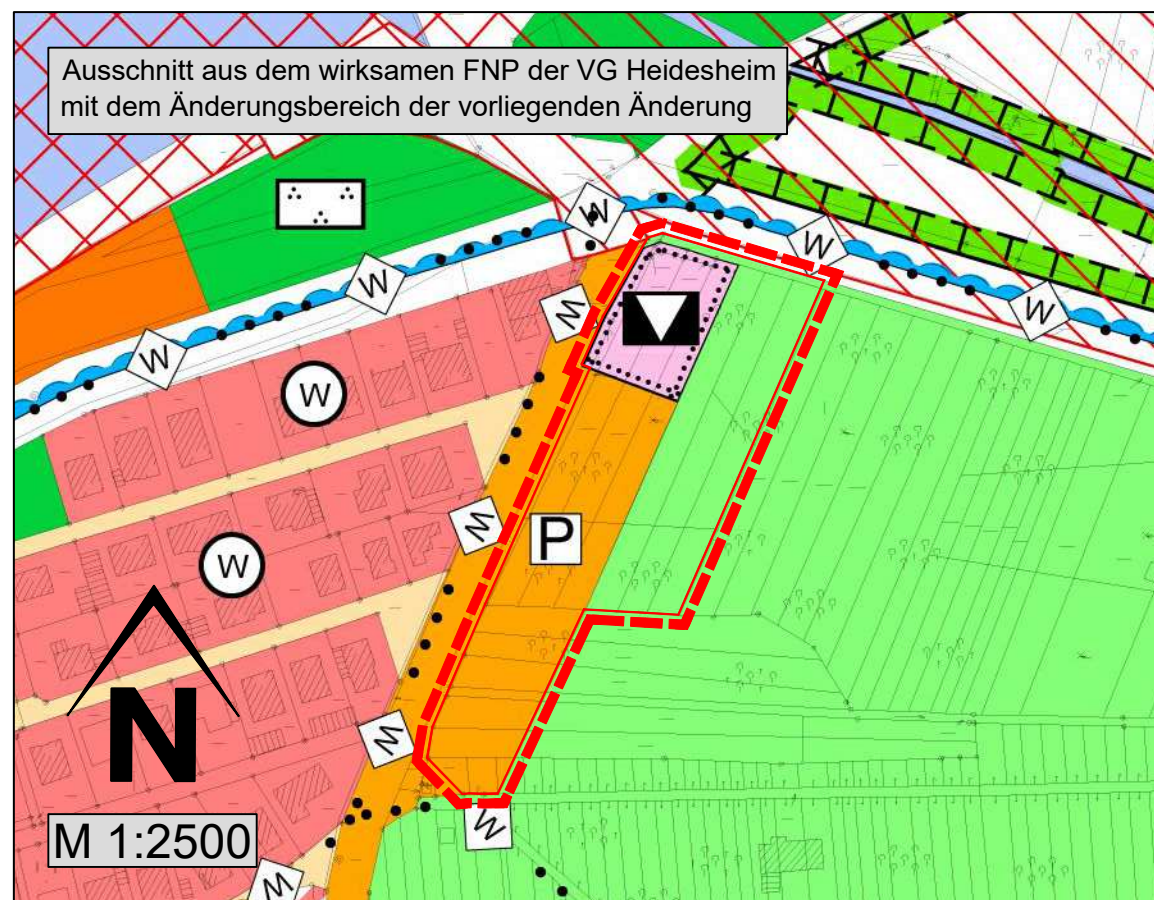 Ausschnitt aus dem wirksamen FNP der VG Heidesheim
mit dem Änderungsbereich der vorliegenden Änderung
W
W
W
W
W
W
W
W
W
P
W
N
W
M 1:2500
W
W